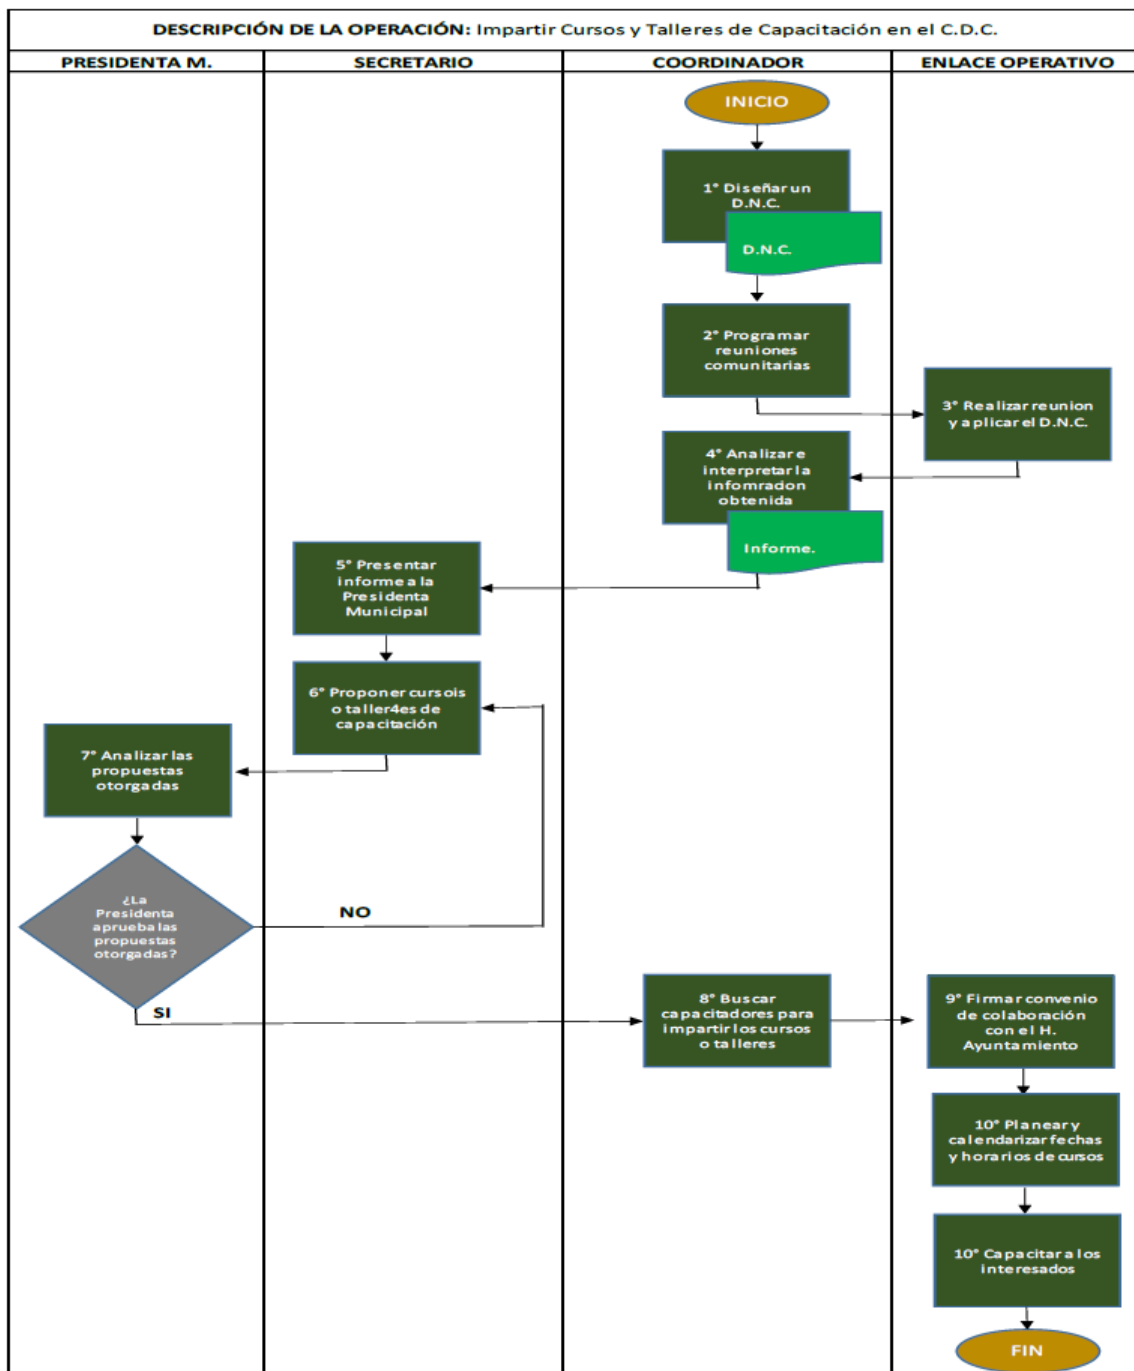 DESCRIPCIÓN DE LA OPERACIÓN: Impartir Cursos y Talleres de Capacitación en el C.D.C.
PRESIDENTA M.
SECRETARIO
COORDINADOR
ENLACE OPERATIVO
INICIO
1° Diseñar un
D.N.C.
D.N.C.
2° Programar
reuniones
comunitarias
3° Realizar reunion
y aplicar el D.N.C.
4° Analizar e
interpretar la
infomradon
obtenida
Informe.
5° Presentar
informe a la
Presidenta
Municipal
6° Proponer cursois
o taller4es de
capacitación
7° Analizar las
propuestas
otorgadas
¿La
Presidenta
aprueba las
propuestas
otorgadas?
NO
SI
8° Buscar
capacitadores para
impartir los cursos
o talleres
9° Firmar convenio
de colaboración
con el H.
Ayuntamiento
10° Planear y
calendarizar fechas
y horarios de cursos
10° Capacitar a los
interesados
FIN